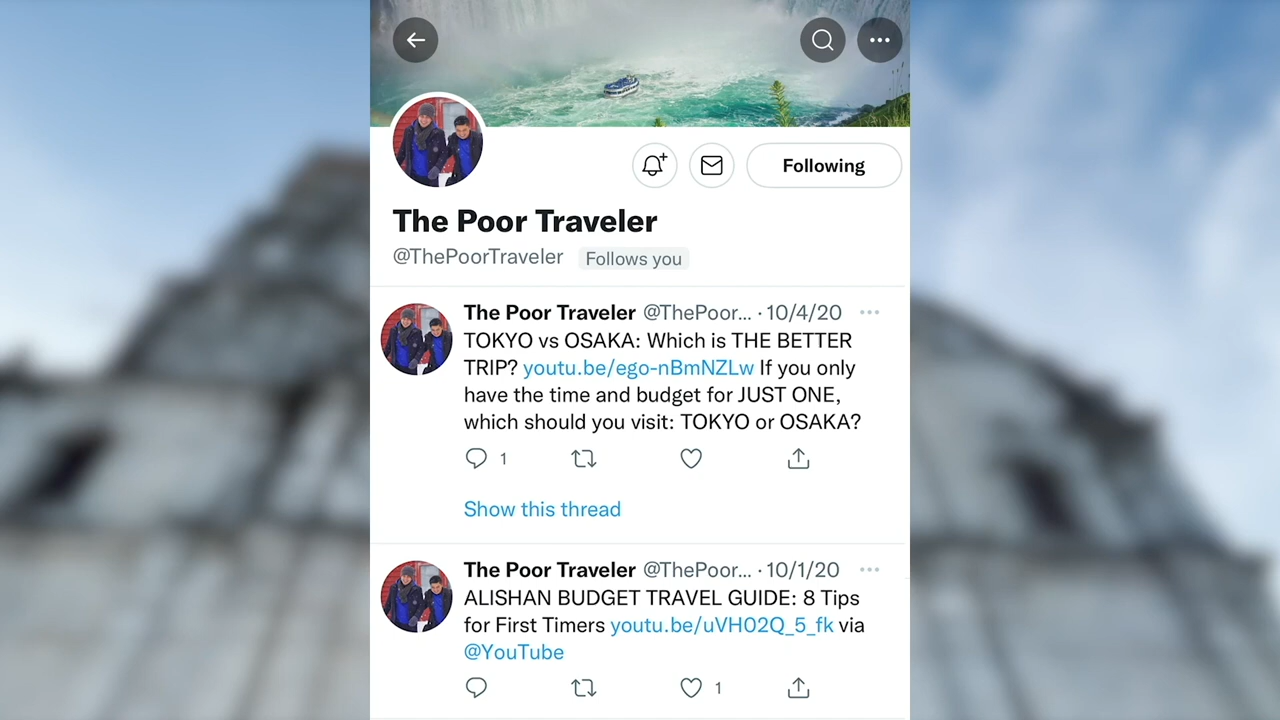 Following
The Poor Traveler
@ThePoorTraveler Follows you
The Poor Traveler @ThePoor... · 10/4/20
TOKYO vs OSAKA: Which is THE BETTER
TRIP? youtu.be/ego-nBmNZLw If you only
have the time and budget for JUST ONE,
which should you visit: TOKYO or OSAKA?
1
Show this thread
The Poor Traveler @ThePoor... · 10/1/20
ALISHAN BUDGET TRAVEL GUIDE: 8 Tips
for First Timers youtu.be/uVH02Q_5_fk via
@YouTube
1